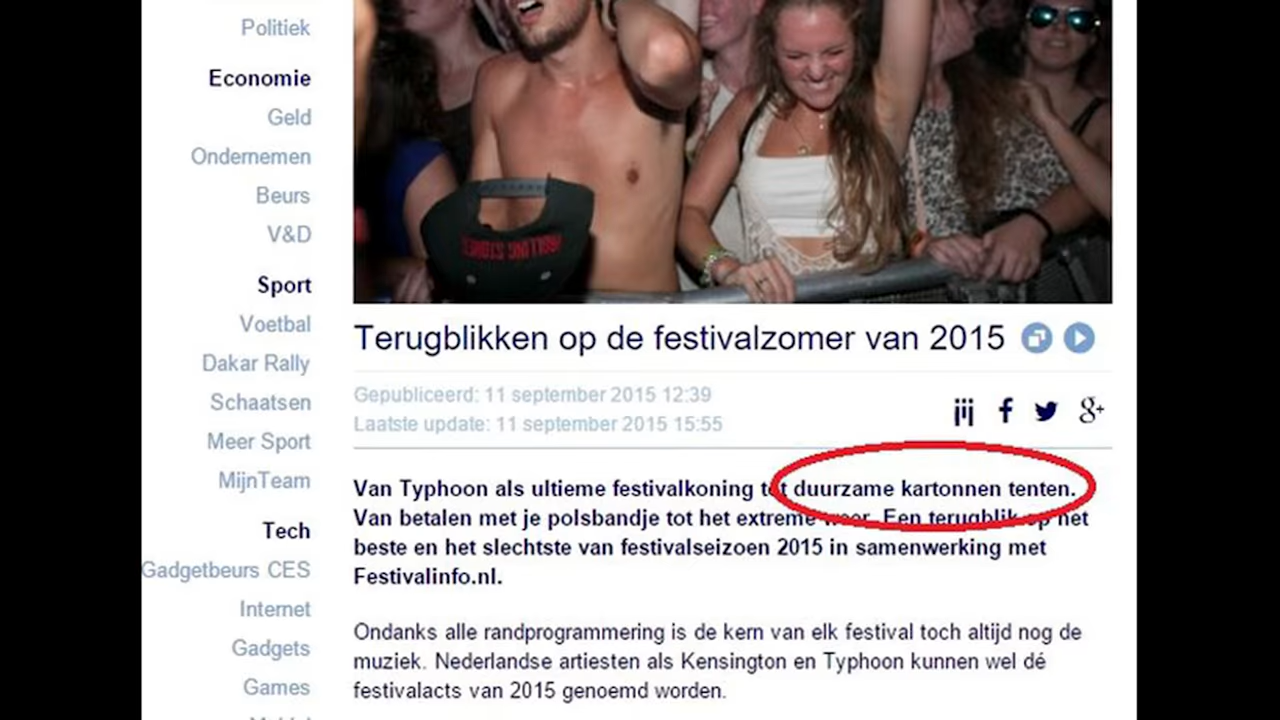 Politiek
Economie
Geld
Ondernemen
Beurs
V&D
Sport
Voetbal
Dakar Rally
Schaatsen
Meer Sport
MijnTeam
Tech
Gadgetbeurs CES
Internet
Gadgets
Games
Terugblikken op de festivalzomer van 2015
Gepubliceerd: 11 september 2015 12:39
Laatste update: 11 september 2015 15:55
Van Typhoon als ultieme festivalkoning tot duurzame kartonnen tenten.
Van betalen met je polsbandje tot het extreme weer. Een terugblik op het
beste en het slechtste van festivalseizoen 2015 in samenwerking met
Festivalinfo.nl.
Ondanks alle randprogrammering is de kern van elk festival toch altijd nog de
muziek. Nederlandse artiesten als Kensington en Typhoon kunnen wel dé
festivalacts van 2015 genoemd worden.